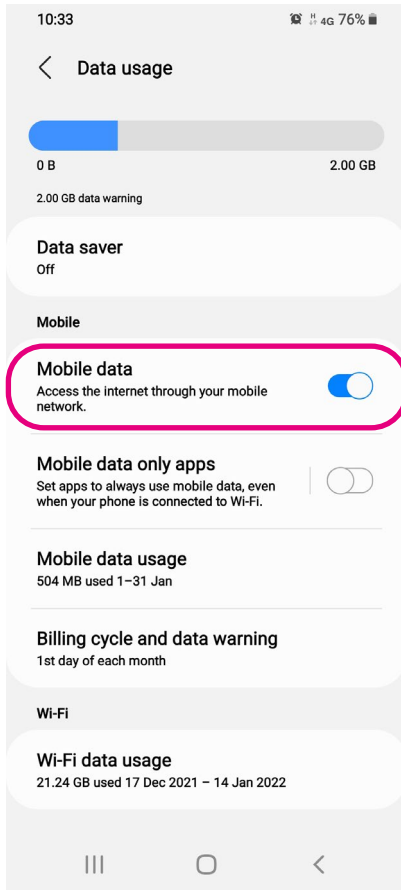 10:33
H 4G 76%
Data usage
0 B 2.00 GB
2.00 GB data warning
Data saver
Off
Mobile
Mobile data
Access the internet through your mobile
network.
Mobile data only apps
Set apps to always use mobile data, even
when your phone is connected to Wi-Fi.
Mobile data usage
504 MB used 1–31 Jan
Billing cycle and data warning
1st day of each month
Wi-Fi
Wi-Fi data usage
21.24 GB used 17 Dec 2021 – 14 Jan 2022